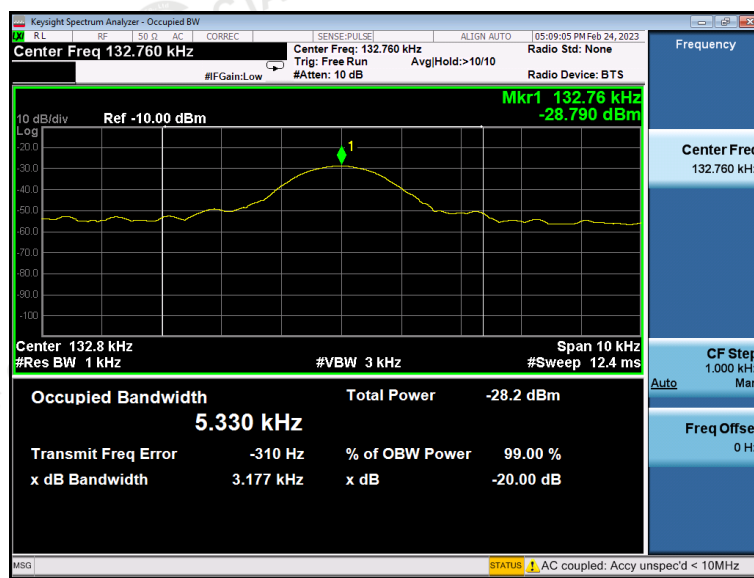 Keysight Spectrum Analyzer - Occupied BW
LXI RL RF 50 Ω AC CORREC SENSE:PULSE ALIGN AUTO 05:09:05 PM Feb 24, 2023
Center Freq 132.760 kHz
Center Freq: 132.760 kHz
Radio Std: None
Trig: Free Run Avg|Hold:>10/10
#IFGain:Low #Atten: 10 dB Radio Device: BTS
Frequency
Mkr1 132.76 kHz
-28.790 dBm
10 dB/div Ref -10.00 dBm
Log
-20.0
-30.0
-40.0
-50.0
-60.0
-70.0
-80.0
-90.0
-100
1
Center Freq
132.760 kHz
Center 132.8 kHz Span 10 kHz
#Res BW 1 kHz #VBW 3 kHz #Sweep 12.4 ms
CF Step
1.000 kHz
Auto Man
Occupied Bandwidth Total Power -28.2 dBm
5.330 kHz
Transmit Freq Error -310 Hz % of OBW Power 99.00 %
x dB Bandwidth 3.177 kHz x dB -20.00 dB
Freq Offse
0 H
MSG STATUS AC coupled: Accy unspec'd < 10MHz